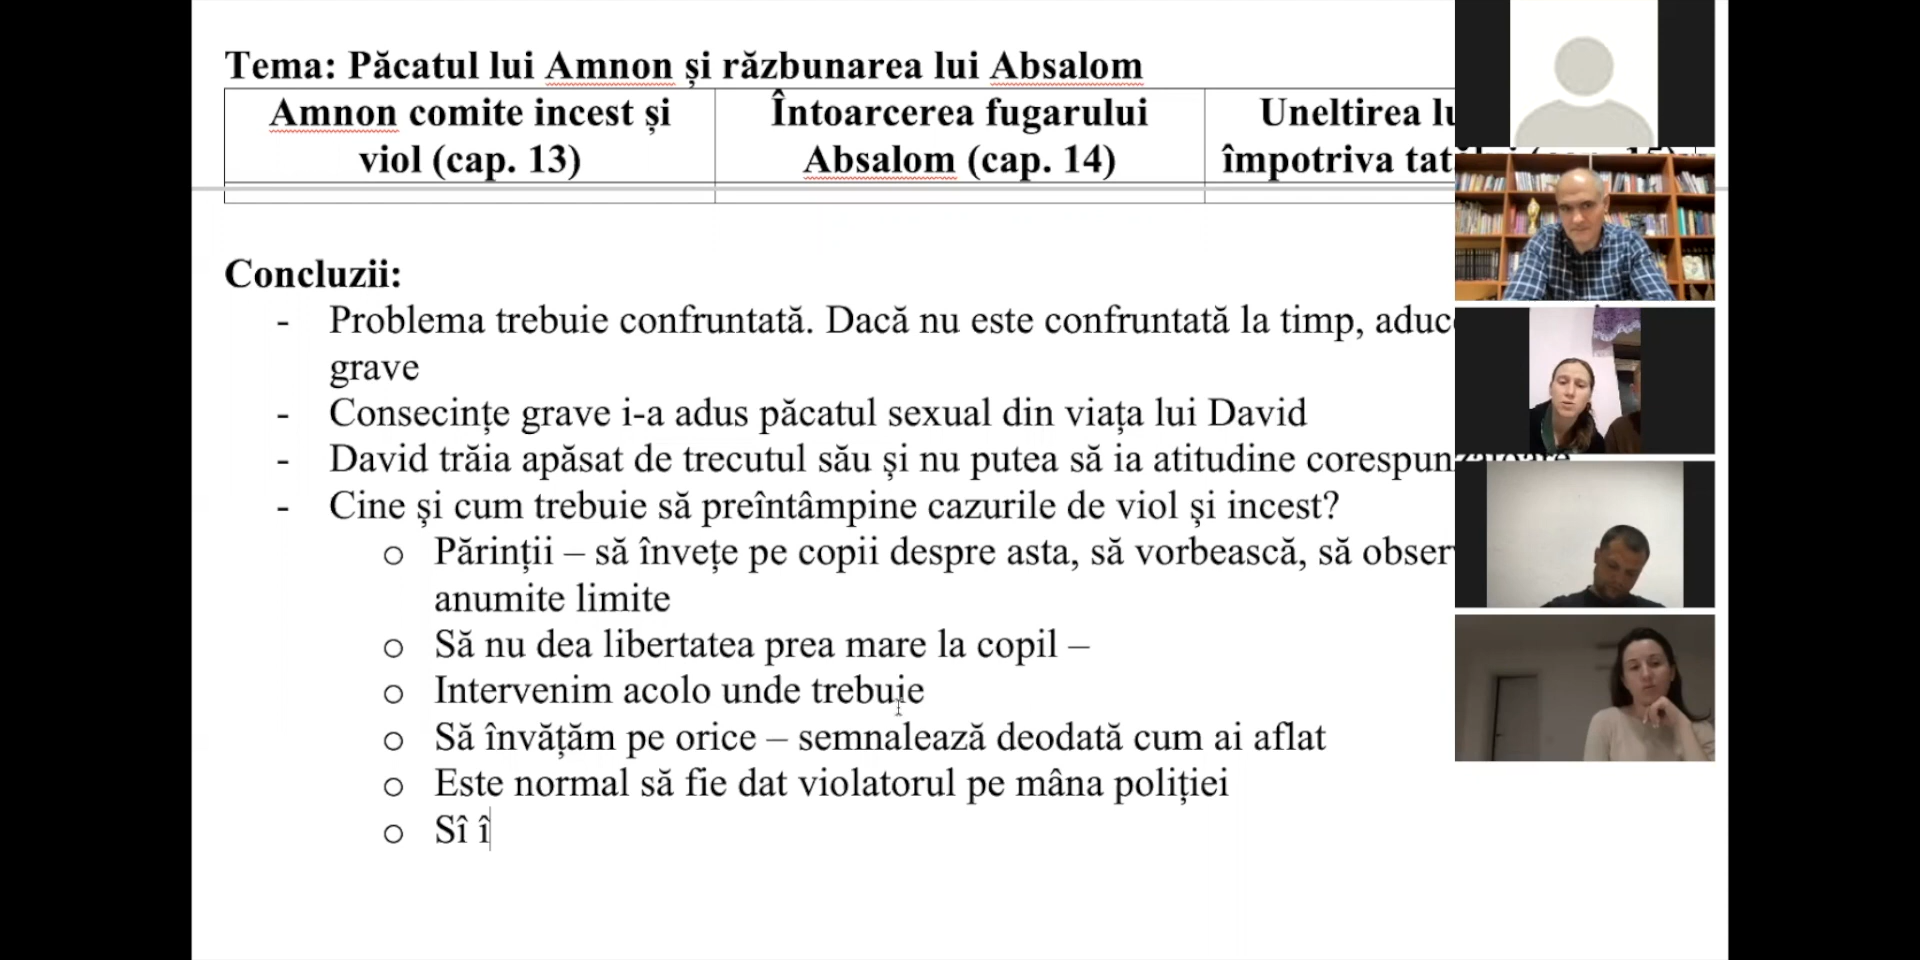 Tema: Păcatul lui Amnon și răzbunarea lui Absalom
Amnon comite incest și
viol (cap. 13)
Întoarcerea fugarului
Absalom (cap. 14)
Uneltirea
împotriva
Concluzii:
- Problema trebuie confruntată. Dacă nu este confruntată la timp,
grave
- Consecințe grave i-a adus păcatul sexual din viața lui David
- David trăia apăsat de trecutul său și nu putea să ia atitudine
- Cine și cum trebuie să preîntâmpine cazurile de viol și incest?
o Părinții – să învețe pe copii despre asta, să vorbească, să
anumite limite
o Să nu dea libertatea prea mare la copil –
o Intervenim acolo unde trebuie
o Să învățăm pe orice – semnalează deodată cum ai aflat
o Este normal să fie dat violatorul pe mâna poliției
o Sî î